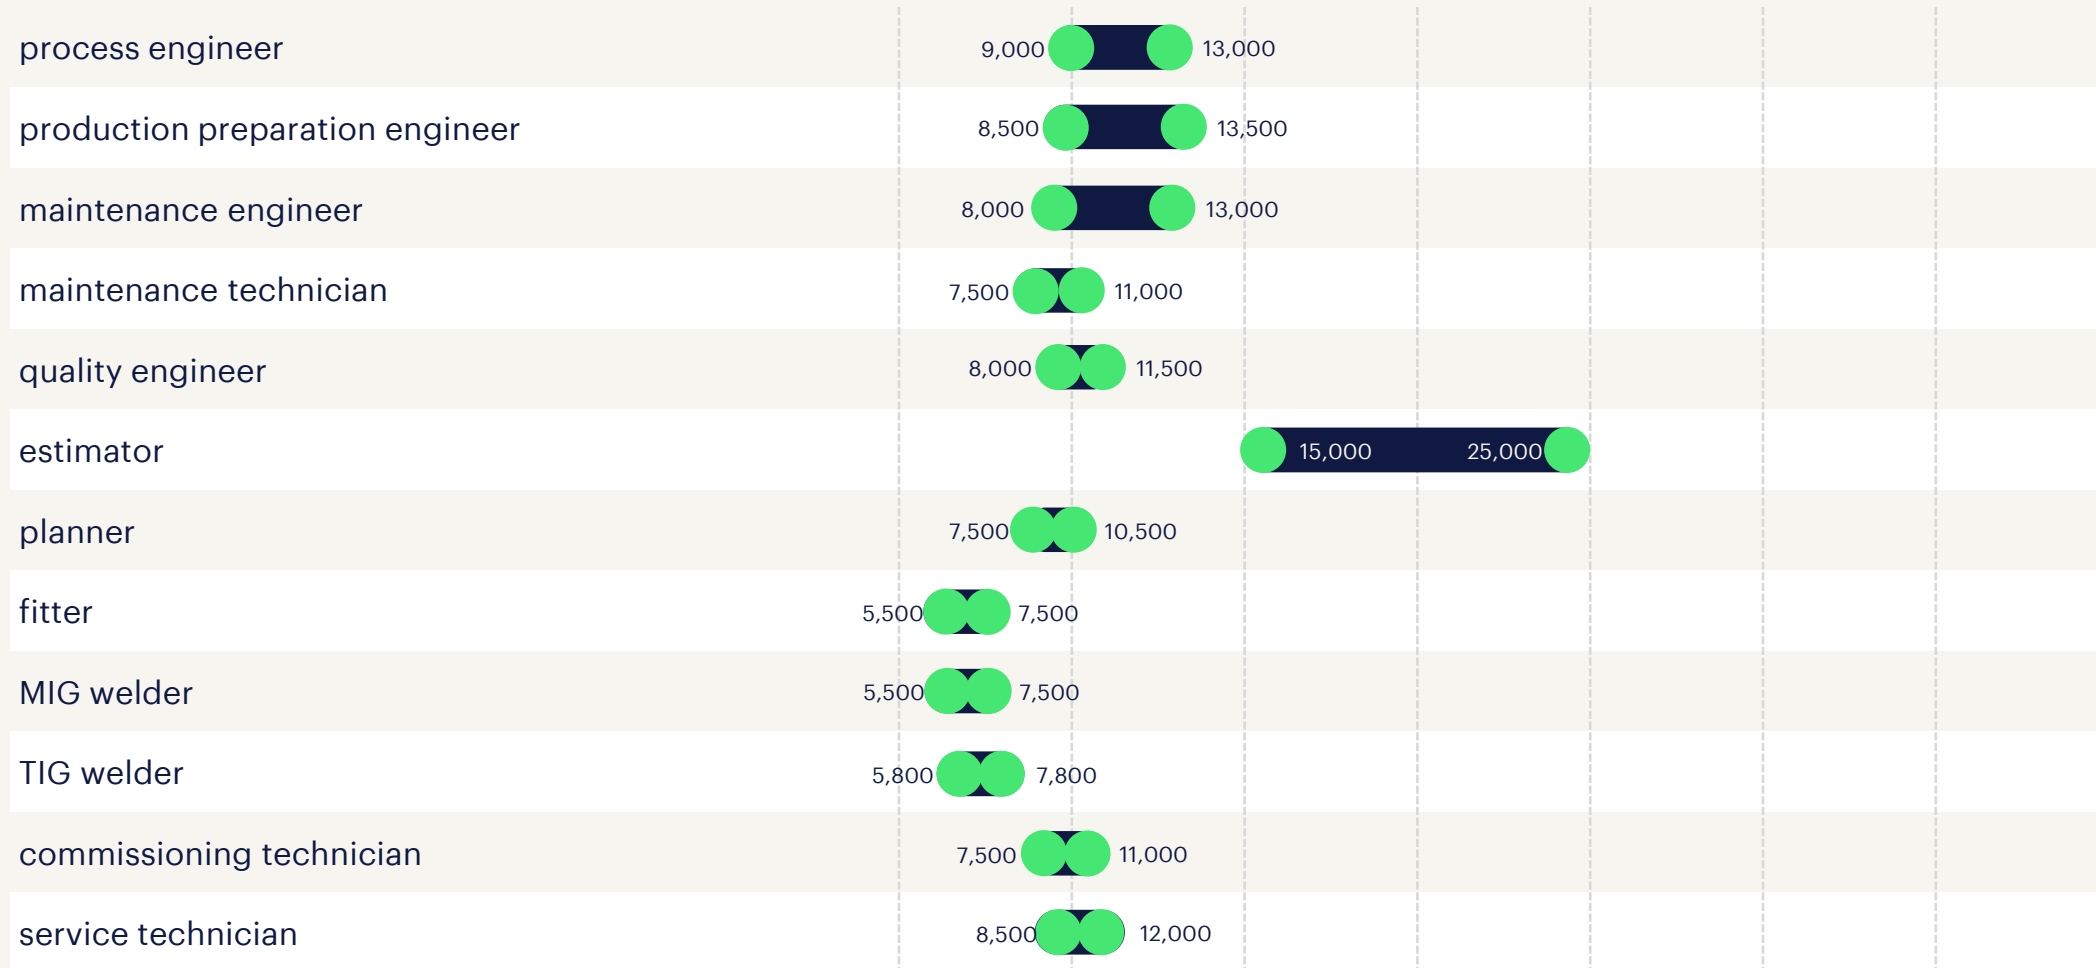 process engineer 9,000 13,000
production preparation engineer 8,500 13,500
maintenance engineer 8,000 13,000
maintenance technician 7,500 11,000
quality engineer 8,000 11,500
estimator 15,000 25,000
planner 7,500 10,500
fitter 5,500 7,500
MIG welder 5,500 7,500
TIG welder 5,800 7,800
commissioning technician 7,500 11,000
service technician 8,500 12,000